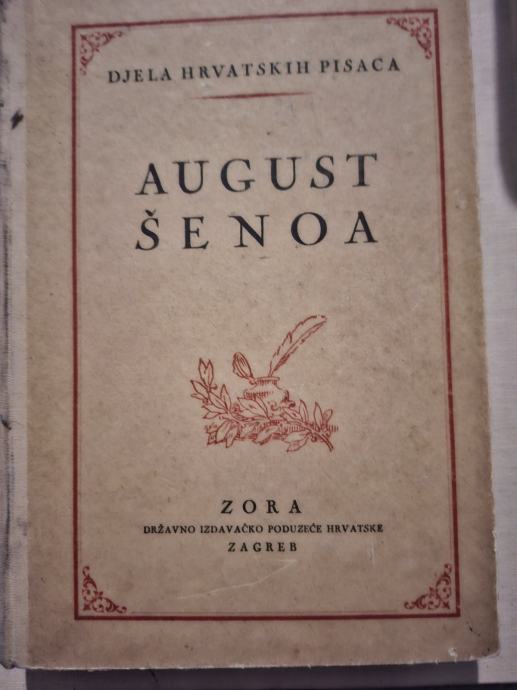 DJELA HRVATSKIH PISACA
AUGUST
ŠENOA
ZORA
DRŽAVNO IZDAVAČKO PODUZEĆE HRVATSKE
ZAGREB